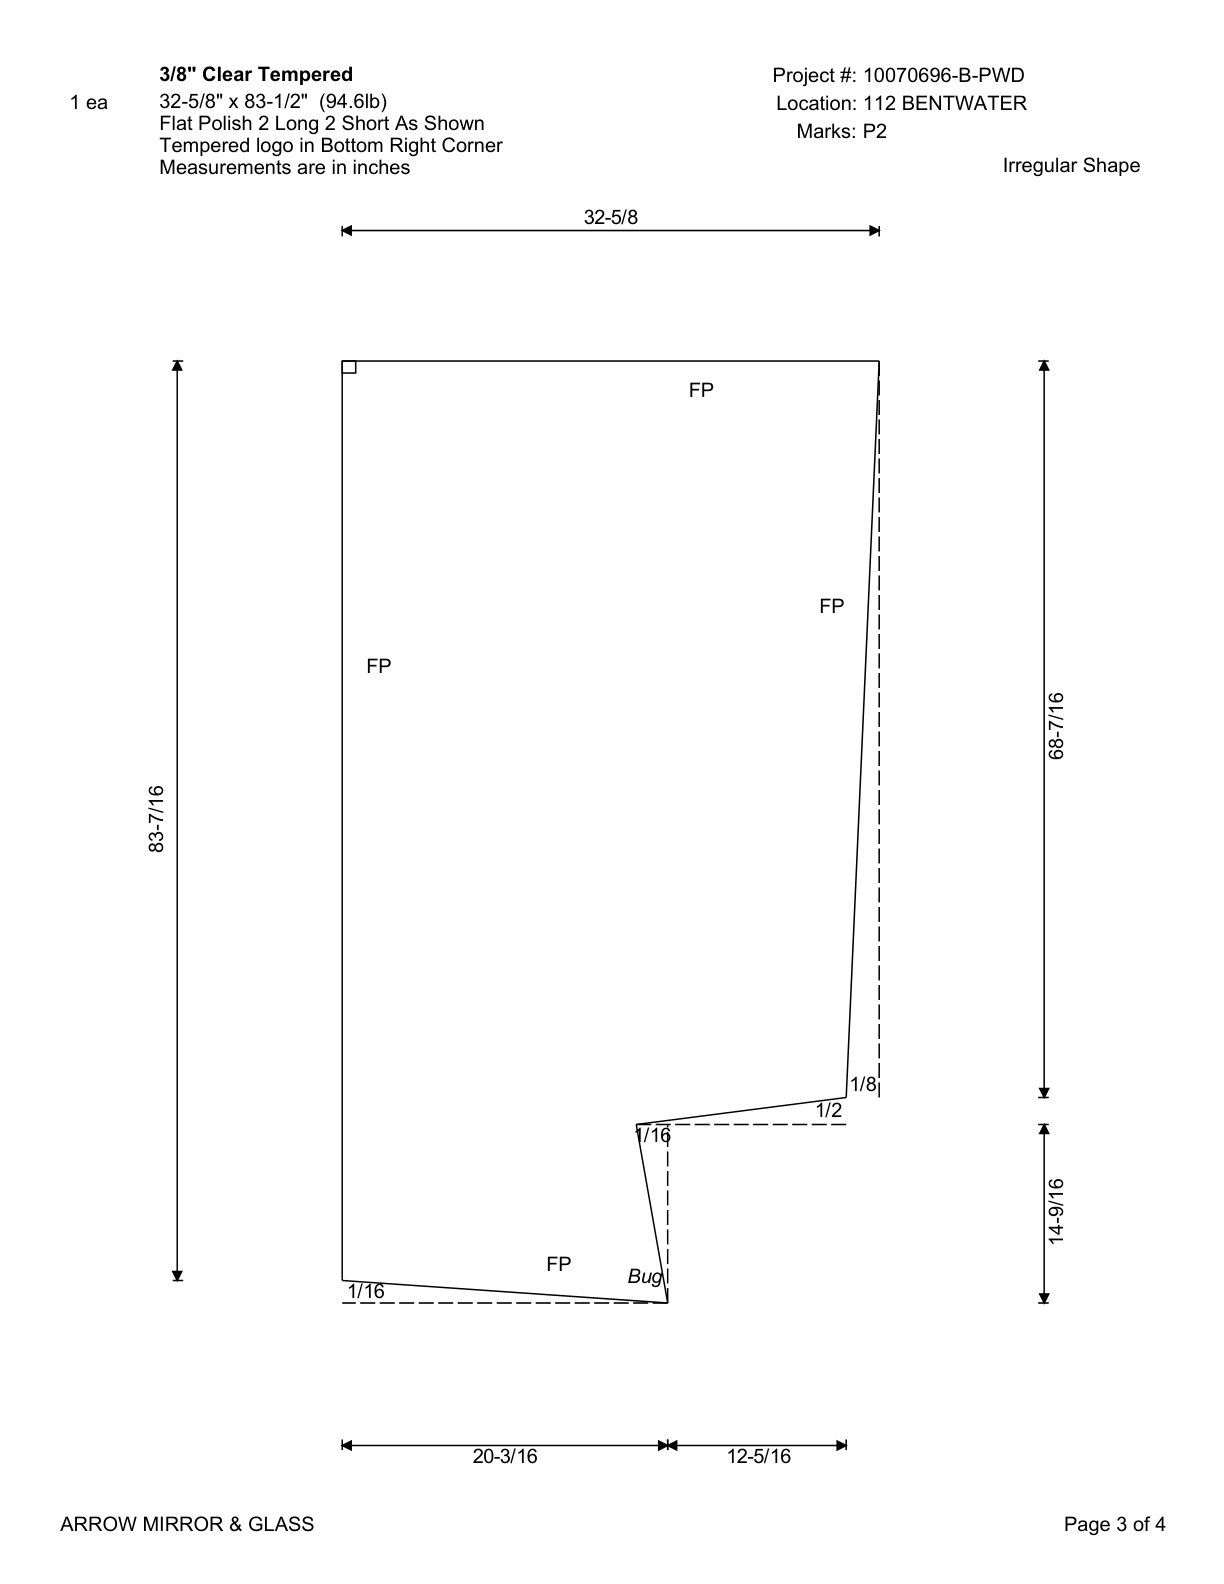 3/8" Clear Tempered
1 ea
32-5/8" x 83-1/2" (94.6lb)
Flat Polish 2 Long 2 Short As Shown
Tempered logo in Bottom Right Corner
Measurements are in inches
Project #: 10070696-B-PWD
Location: 112 BENTWATER
Marks: P2
Irregular Shape
32-5/8
FP
FP
FP
68-7/16
83-7/16
1/8
1/2
1/16
14-9/16
FP
Bug
1/16
20-3/16
12-5/16
ARROW MIRROR & GLASS
Page 3 of 4